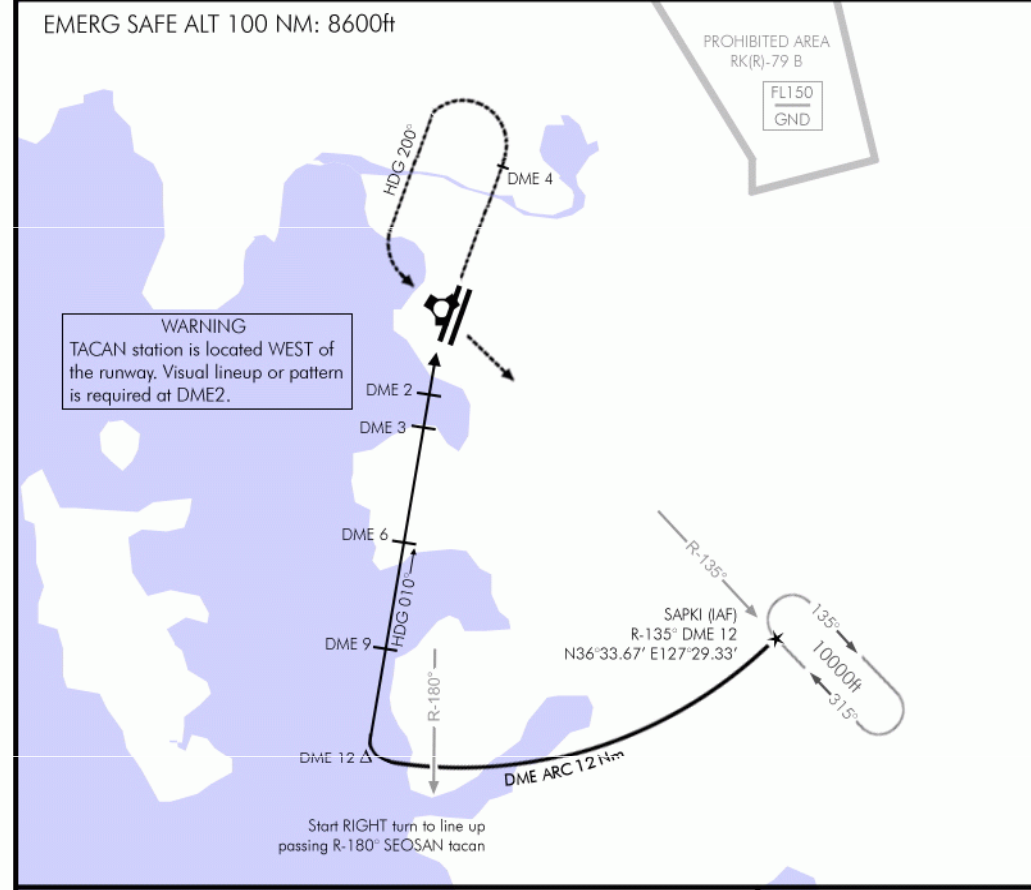 EMERG SAFE ALT 100 NM: 8600ft
PROHIBITED AREA
RK(R)-79 B
FL150
GND
HDG 200°
DME 4
WARNING
TACAN station is located WEST of
the runway. Visual lineup or pattern
is required at DME2.
DME 2
DME 3
DME 6
HDG 010°
DME 9
R-135°
SAPKI (IAF)
R-135° DME 12
N36°33.67' E127°29.33'
135°
10000ft
315°
R-180°
DME 12
DME ARC 12 Nm
Start RIGHT turn to line up
passing R-180° SEOSAN tacan